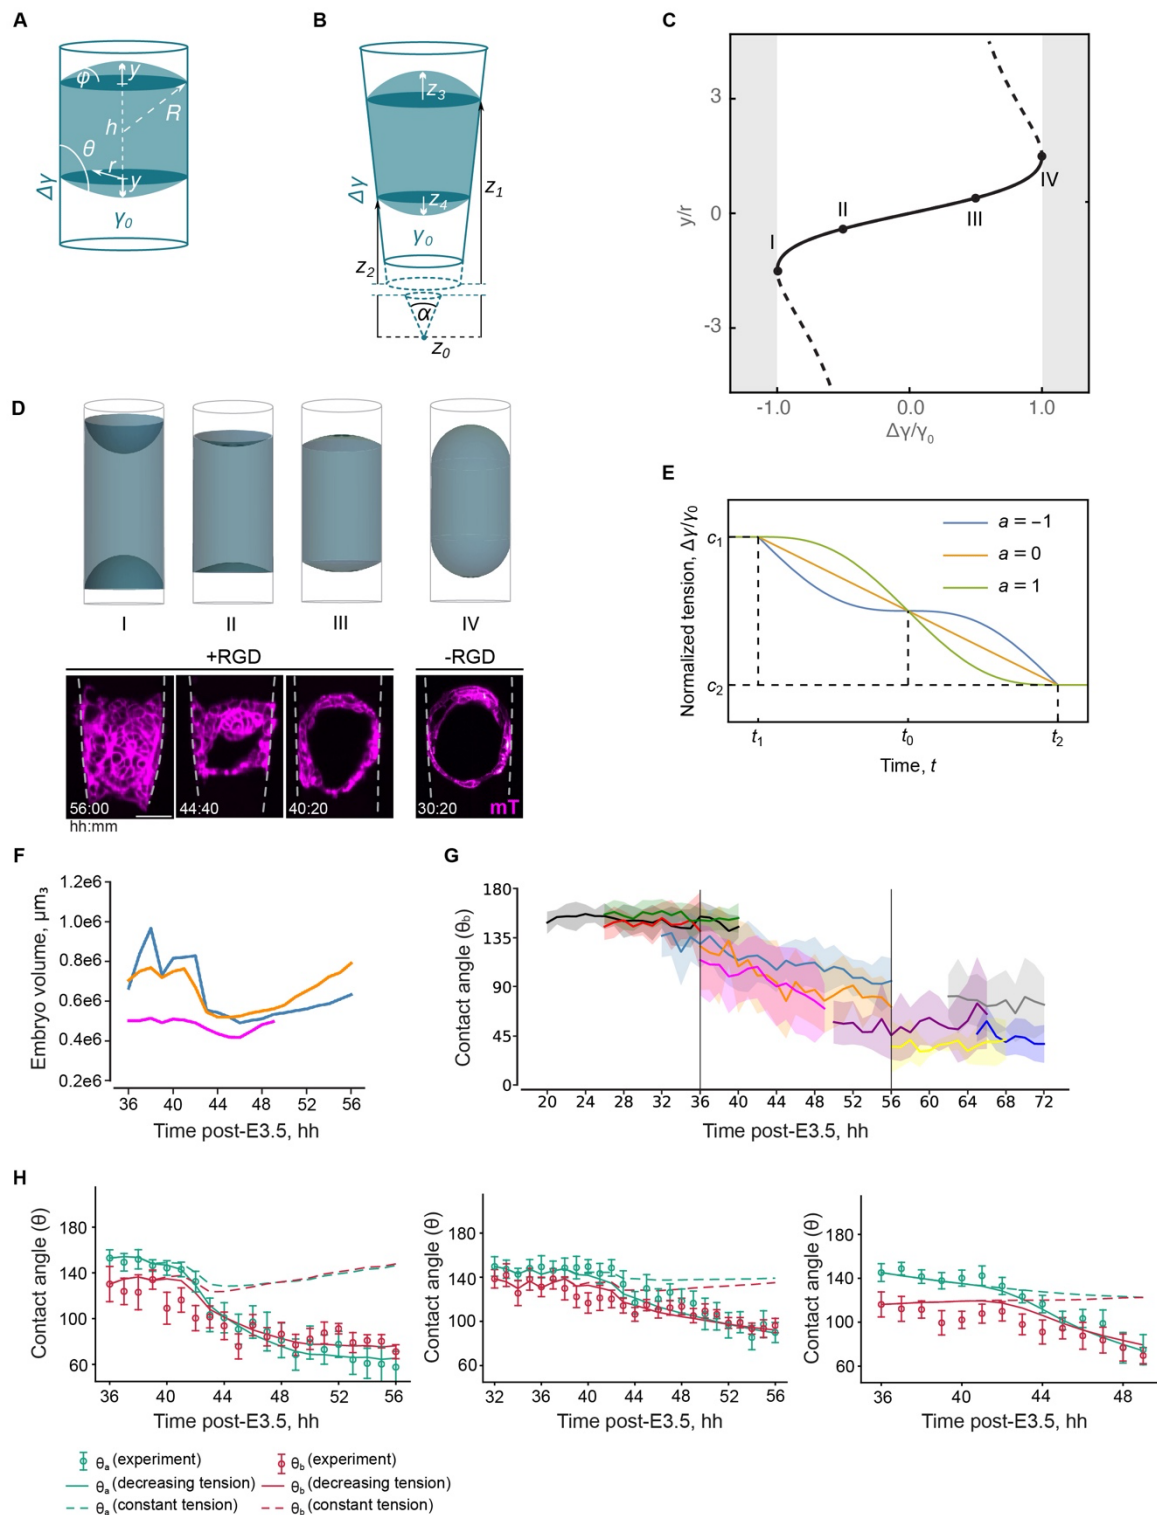 A
B
C
φ
y
h
R
θ
r
y
Δγ
γ₀
z₃
z₁
Δγ
z₄
γ₀
z₂
α
z₀
y/r
3
0
-3
I
II
III
IV
-1.0
0.0
1.0
Δγ/γ₀
D
I
II
III
IV
+RGD
-RGD
56:00
hh:mm
44:40
40:20
30:20
mT
E
Normalized tension, Δγ/γ₀
c₁
c₂
a = –1
a = 0
a = 1
t₁
t₀
t₂
Time, t
F
Embryo volume, µm₃
1.2e6
1.0e6
0.8e6
0.6e6
0.4e6
0.2e6
36 40 44 48 52 56
Time post-E3.5, hh
G
Contact angle (θb)
180
135
90
45
0
20 24 28 32 36 40 44 48 52 56 60 64 68 72
Time post-E3.5, hh
H
Contact angle (θ)
180
140
100
60
36 40 44 48 52 56
Time post-E3.5, hh
Contact angle (θ)
180
140
100
60
32 36 40 44 48 52 56
Time post-E3.5, hh
Contact angle (θ)
180
140
100
60
36 40 44 48
Time post-E3.5, hh
θₐ (experiment)
θb (experiment)
θₐ (decreasing tension)
θb (decreasing tension)
θₐ (constant tension)
θb (constant tension)